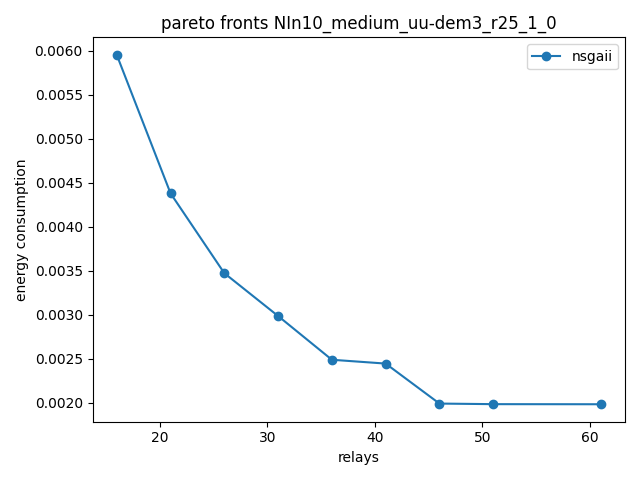 pareto fronts NIn10_medium_uu-dem3_r25_1_0
nsgaii
0.0060
0.0055
0.0050
0.0045
0.0040
0.0035
0.0030
0.0025
0.0020
energy consumption
20 30 40 50 60
relays